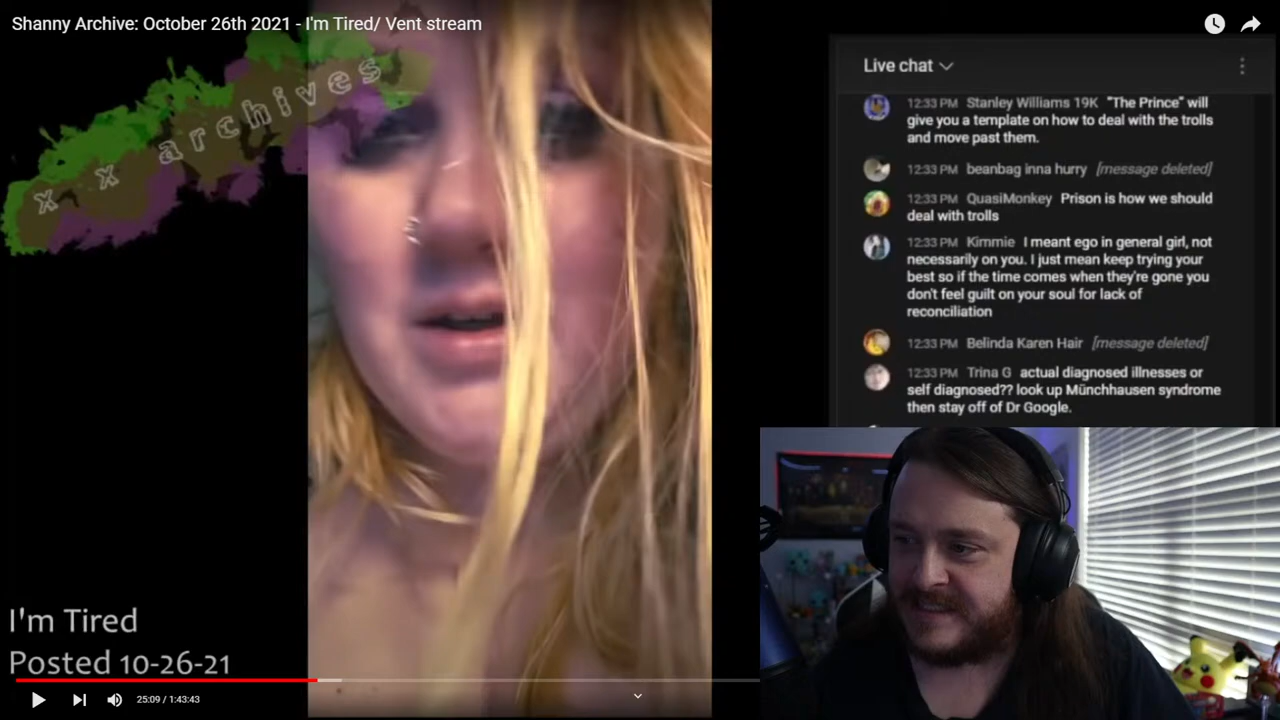 Shanny Archive: October 26th 2021 - I'm Tired/ Vent stream
x x archives
Live chat
12:33 PM Stanley Williams 19K "The Prince" will
give you a template on how to deal with the trolls
and move past them.
12:33 PM beanbag inna hurry [message deleted]
12:33 PM QuasiMonkey Prison is how we should
deal with trolls
12:33 PM Kimmie I meant ego in general girl, not
necessarily on you. I just mean keep trying your
best so if the time comes when they're gone you
don't feel guilt on your soul for lack of
reconciliation
12:33 PM Belinda Karen Hair [message deleted]
12:33 PM Trina G actual diagnosed illnesses or
self diagnosed?? look up Münchhausen syndrome
then stay off of Dr Google.
I'm Tired
Posted 10-26-21
25:09 / 1:43:43